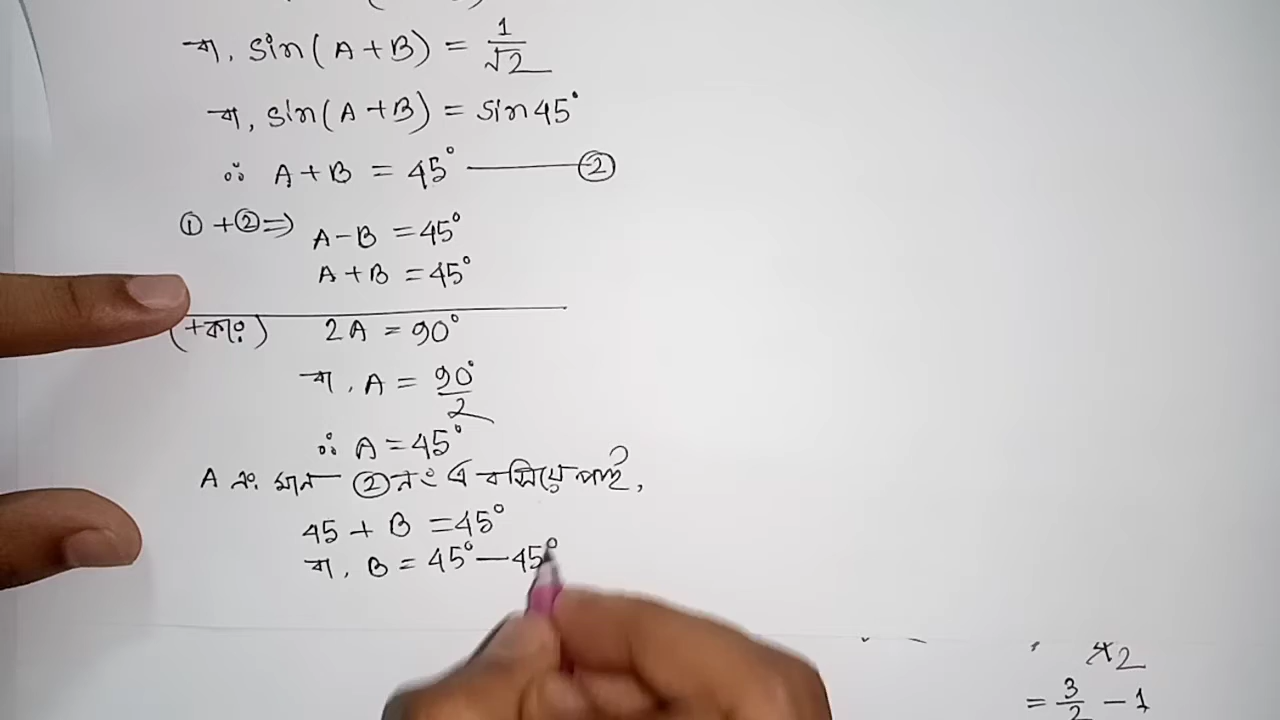 বা, sin(A+B) = 1/√2
বা, sin(A+B) = sin45°
∴ A+B = 45° ——— ②
①+②⇒ A−B = 45°
A+B = 45°
(+করে) 2A = 90°
বা, A = 90°/2
∴ A = 45°
A এর মান ②নং এ বসিয়ে পাই,
45 + B = 45°
বা, B = 45° − 45°
x2
= 3/2 − 1